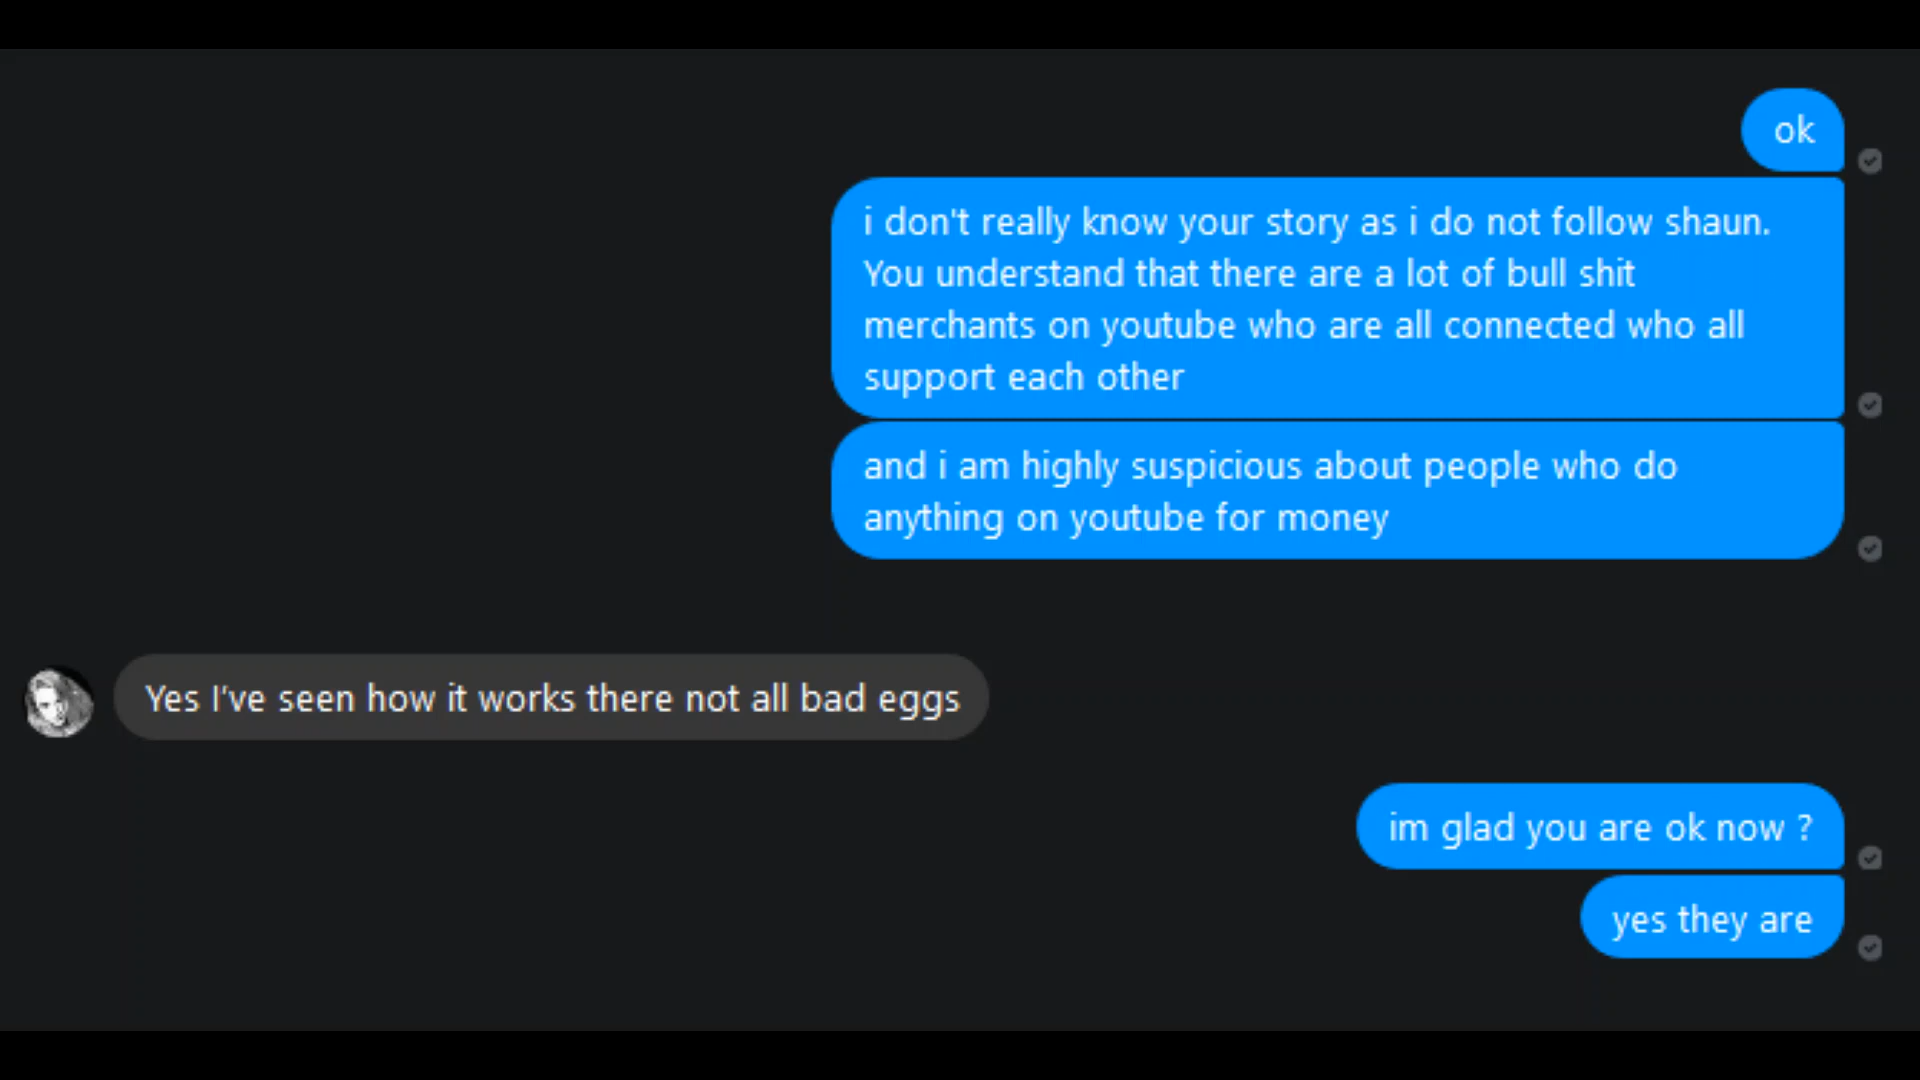 ok
i don't really know your story as i do not follow shaun.
You understand that there are a lot of bull shit
merchants on youtube who are all connected who all
support each other
and i am highly suspicious about people who do
anything on youtube for money
Yes I've seen how it works there not all bad eggs
im glad you are ok now ?
yes they are